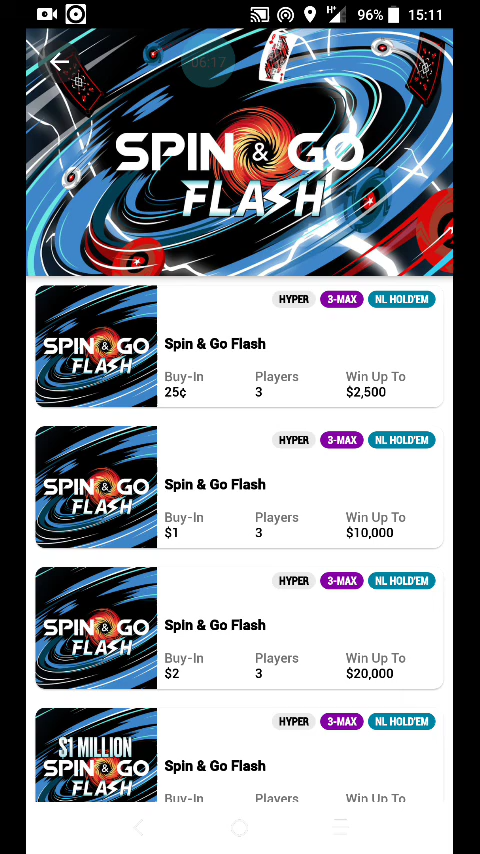 96% 15:11
06:17
SPIN & GO
FLASH
HYPER 3-MAX NL HOLD'EM
SPIN & GO
FLASH
Spin & Go Flash
Buy-In Players Win Up To
25¢ 3 $2,500
HYPER 3-MAX NL HOLD'EM
SPIN & GO
FLASH
Spin & Go Flash
Buy-In Players Win Up To
$1 3 $10,000
HYPER 3-MAX NL HOLD'EM
SPIN & GO
FLASH
Spin & Go Flash
Buy-In Players Win Up To
$2 3 $20,000
HYPER 3-MAX NL HOLD'EM
$1 MILLION
SPIN & GO
FLASH
Spin & Go Flash
Buy-In Players Win Up To